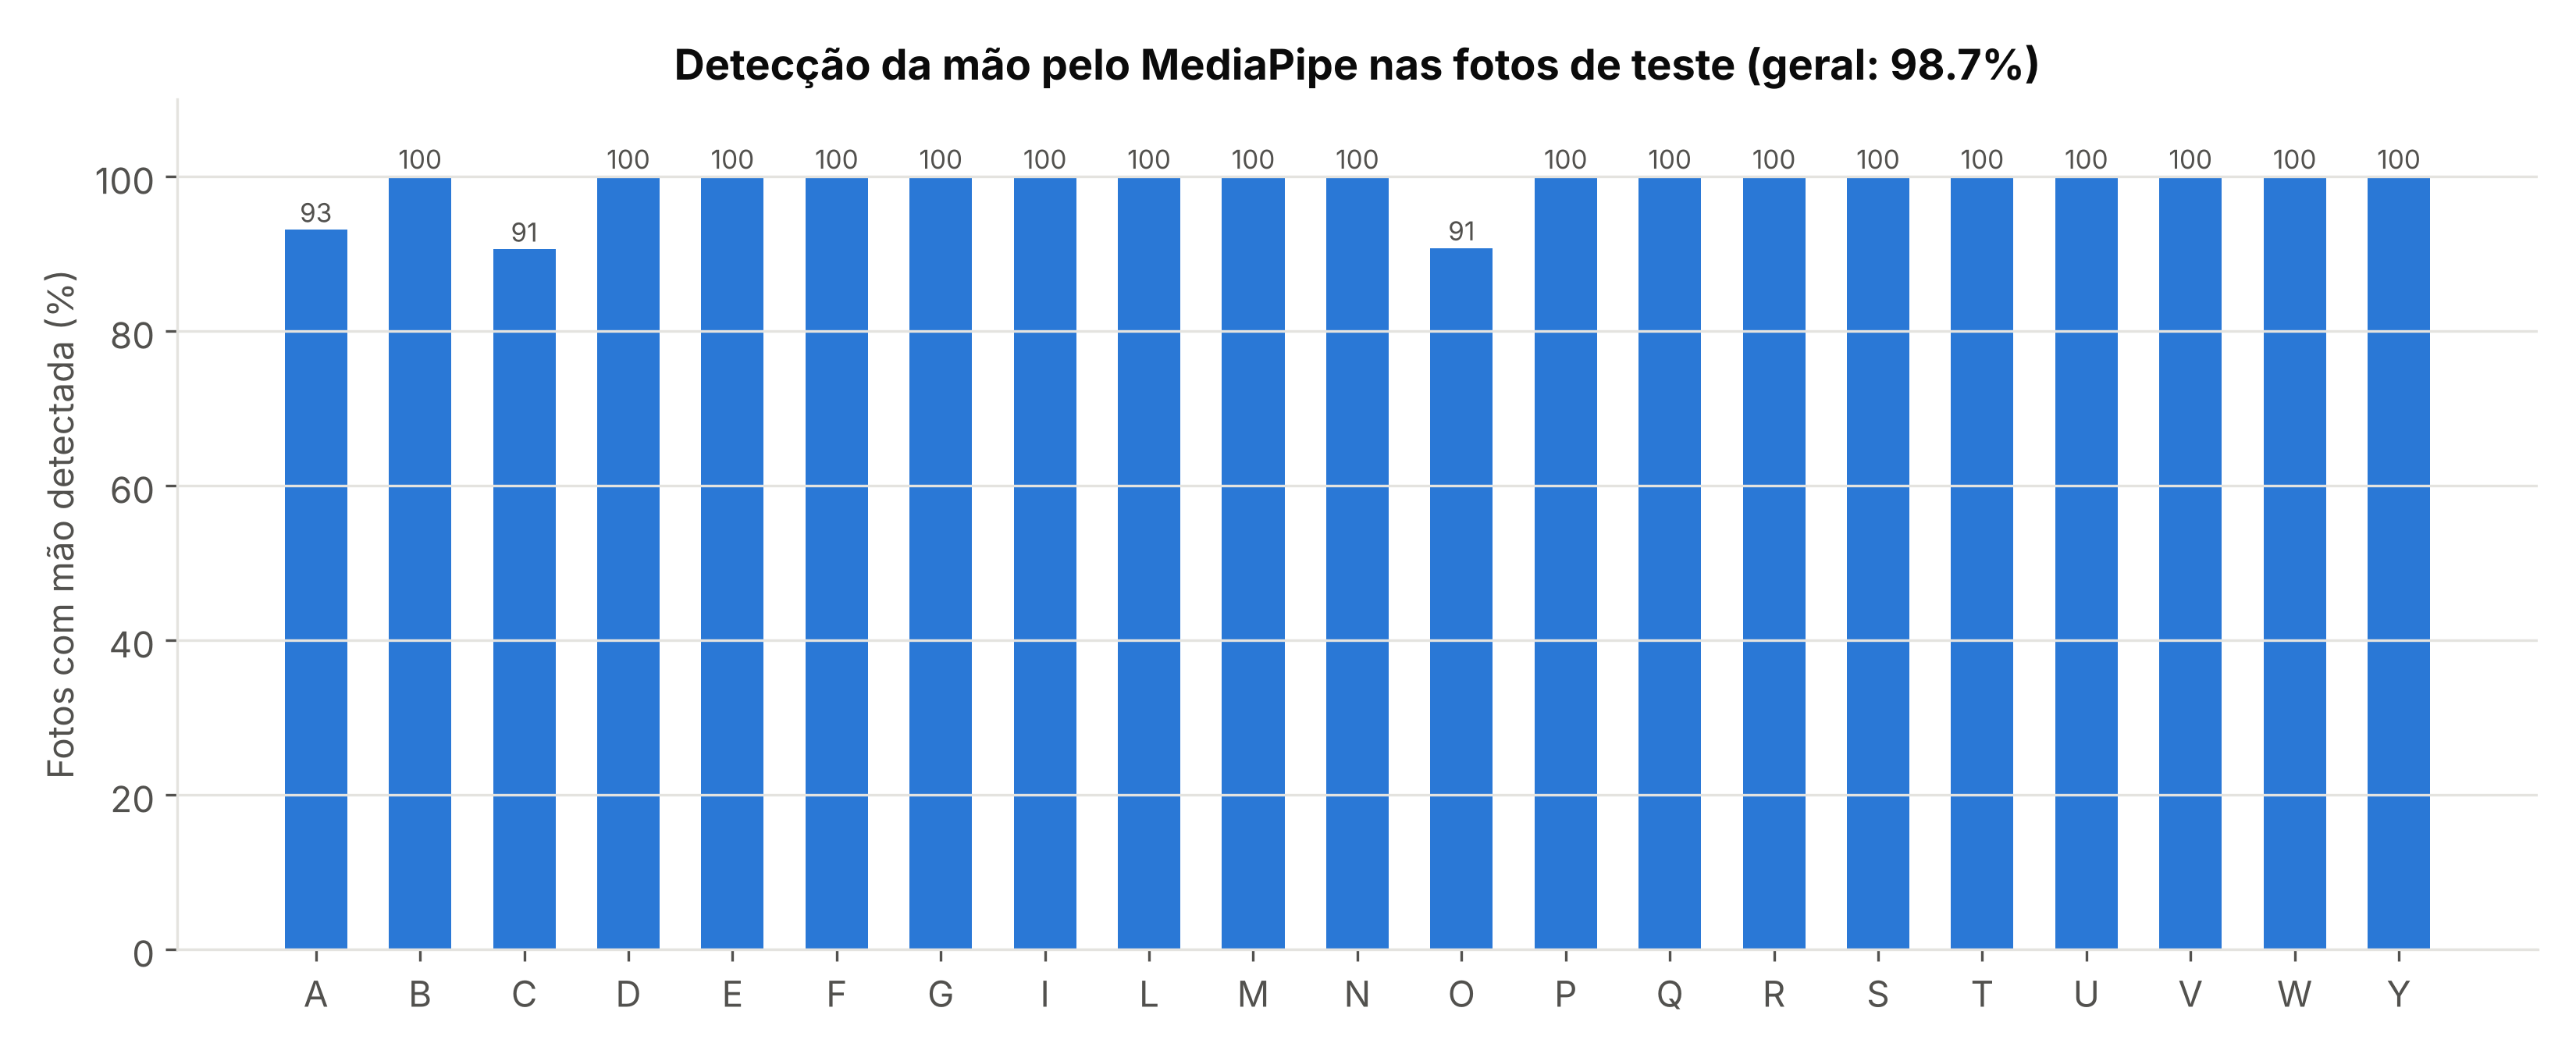 Detecção da mão pelo MediaPipe nas fotos de teste (geral: 98.7%)
Fotos com mão detectada (%)
100
80
60
40
20
0
93 100 91 100 100 100 100 100 100 100 100 91 100 100 100 100 100 100 100 100 100
A B C D E F G I L M N O P Q R S T U V W Y